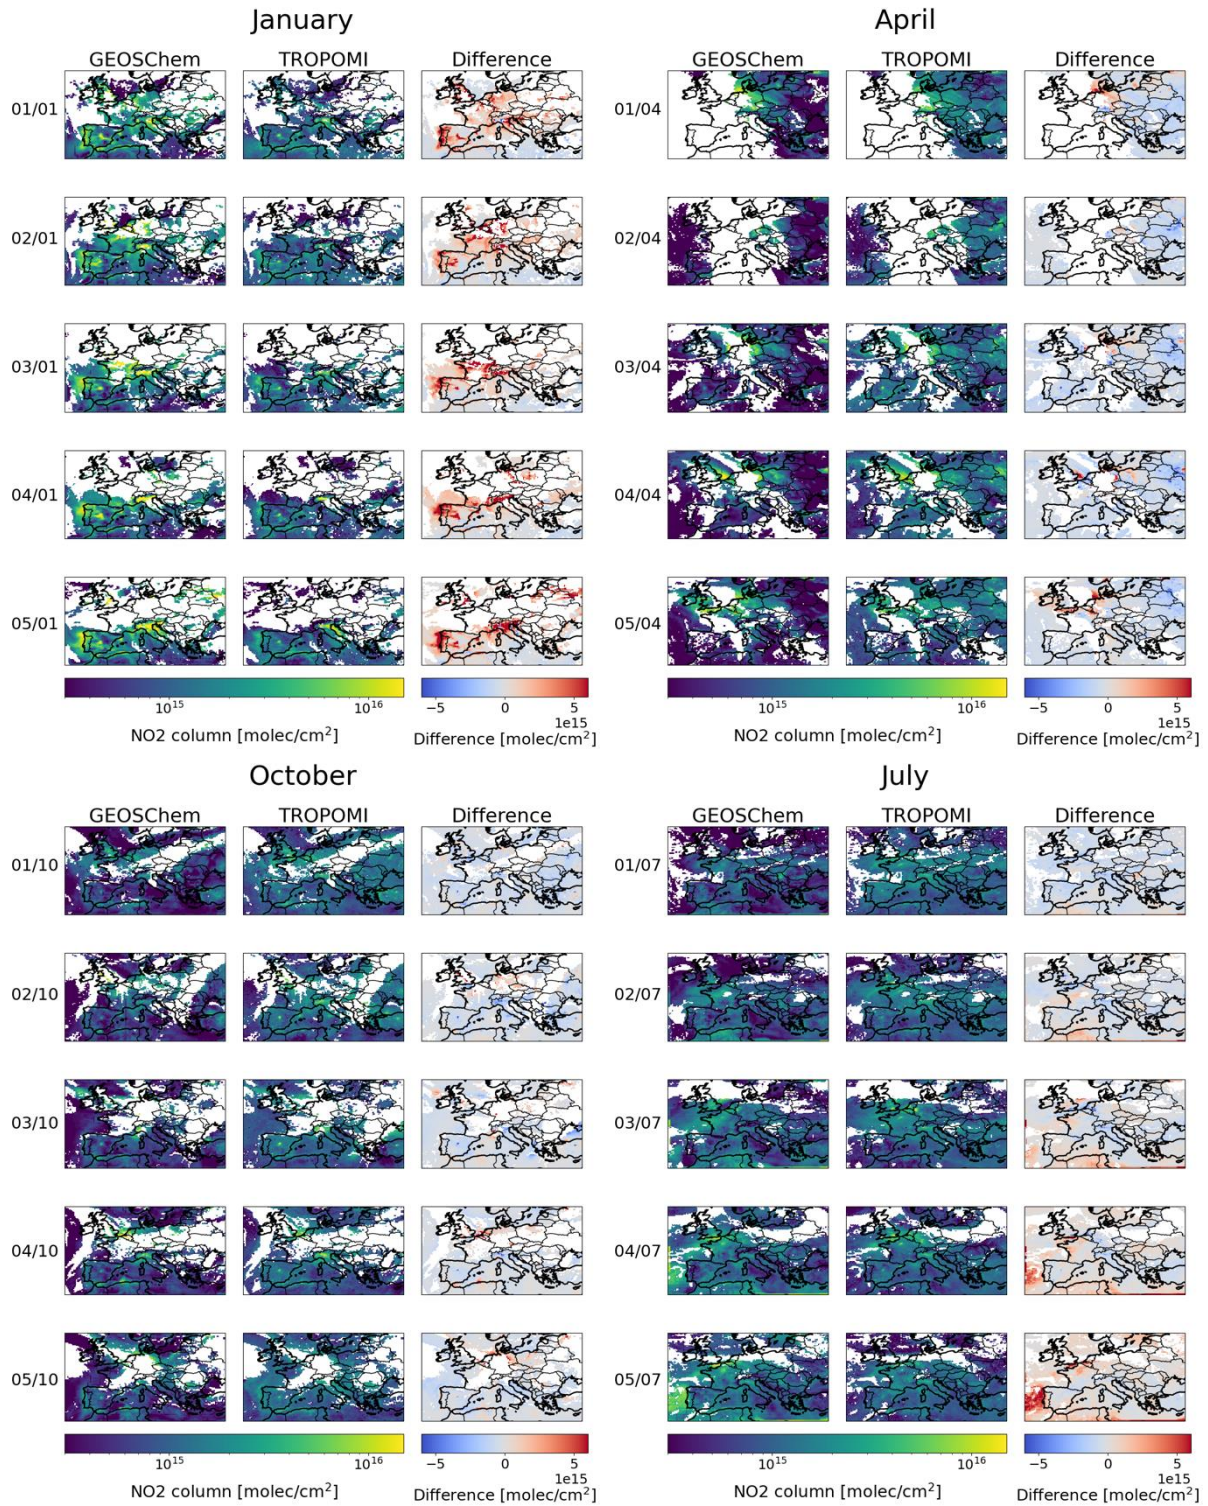 January
GEOSChem TROPOMI Difference
01/01
02/01
03/01
04/01
05/01
10¹⁵ 10¹⁶
NO2 column [molec/cm²]
−5 0 5
1e15
Difference [molec/cm²]
April
GEOSChem TROPOMI Difference
01/04
02/04
03/04
04/04
05/04
10¹⁵ 10¹⁶
NO2 column [molec/cm²]
−5 0 5
1e15
Difference [molec/cm²]
October
GEOSChem TROPOMI Difference
01/10
02/10
03/10
04/10
05/10
10¹⁵ 10¹⁶
NO2 column [molec/cm²]
−5 0 5
1e15
Difference [molec/cm²]
July
GEOSChem TROPOMI Difference
01/07
02/07
03/07
04/07
05/07
10¹⁵ 10¹⁶
NO2 column [molec/cm²]
−5 0 5
1e15
Difference [molec/cm²]